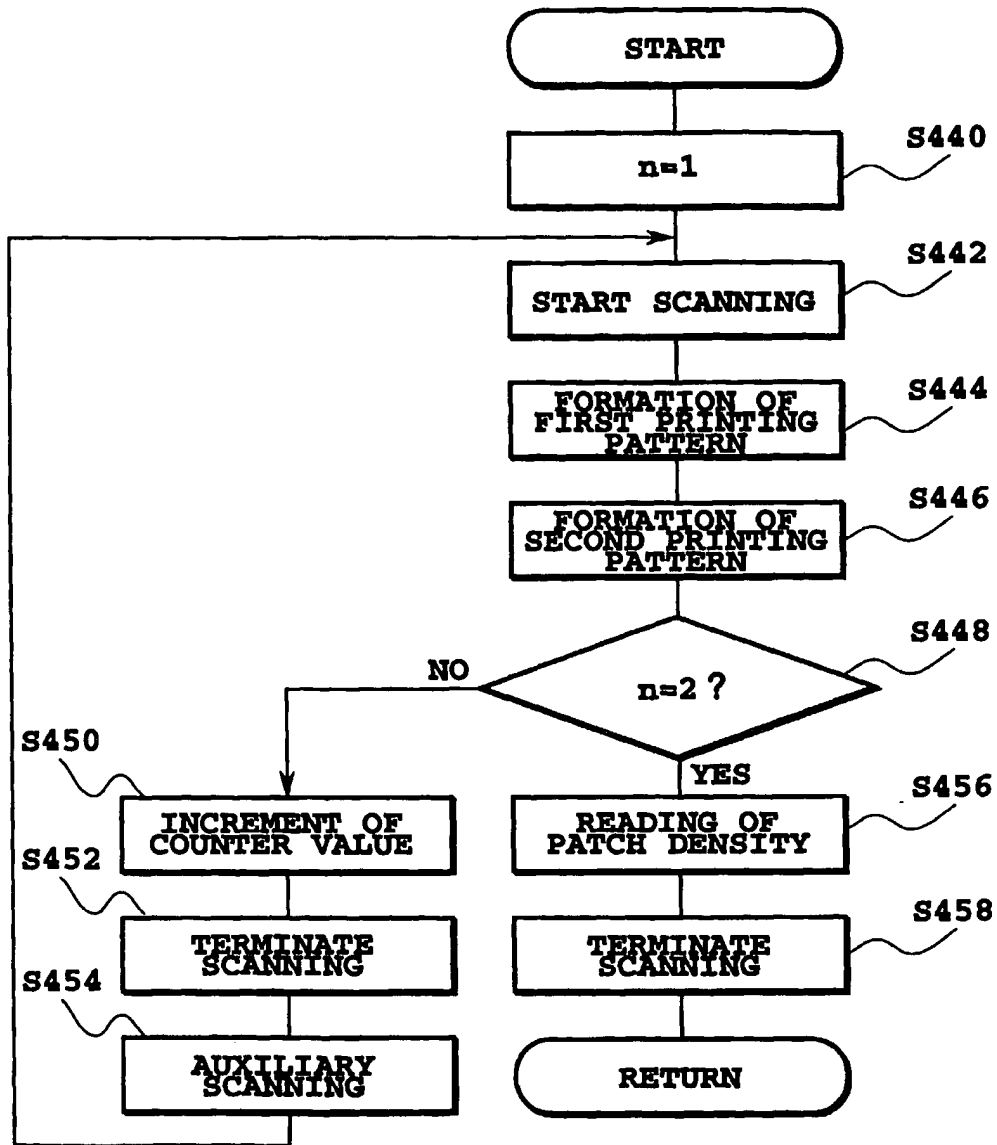 START
S440
n=1
S442
START SCANNING
S444
FORMATION OF
FIRST PRINTING
PATTERN
S446
FORMATION OF
SECOND PRINTING
PATTERN
S448
n=2 ?
NO
YES
S450
INCREMENT OF
COUNTER VALUE
S452
TERMINATE
SCANNING
S454
AUXILIARY
SCANNING
S456
READING OF
PATCH DENSITY
S458
TERMINATE
SCANNING
RETURN